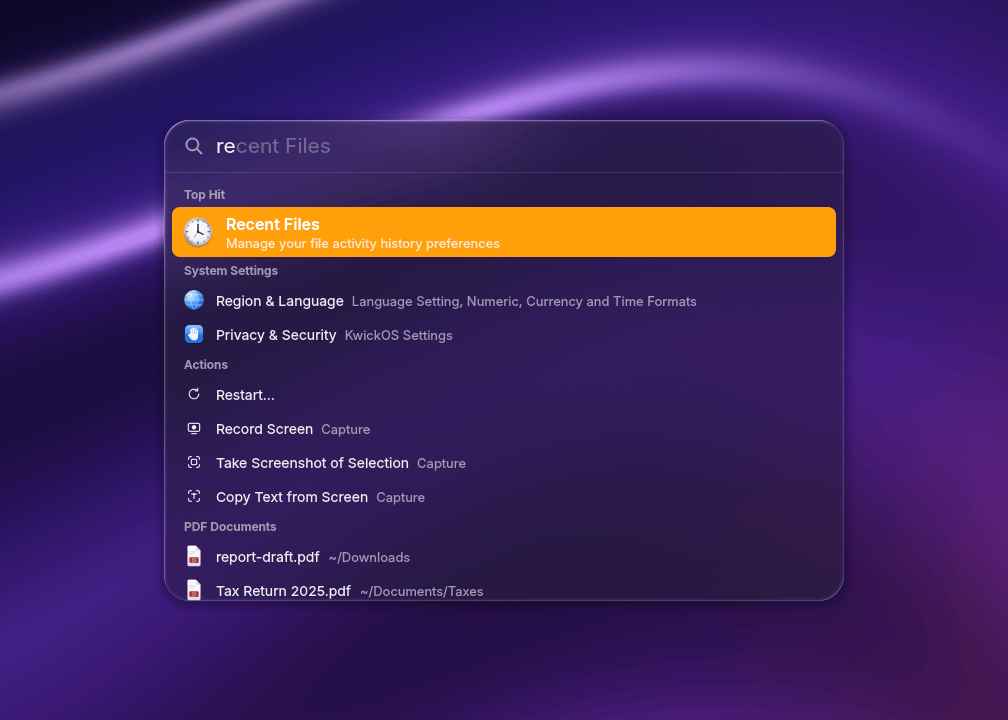 recent Files
Top Hit
Recent Files
Manage your file activity history preferences
System Settings
Region & Language Language Setting, Numeric, Currency and Time Formats
Privacy & Security KwickOS Settings
Actions
Restart...
Record Screen Capture
Take Screenshot of Selection Capture
Copy Text from Screen Capture
PDF Documents
report-draft.pdf ~/Downloads
Tax Return 2025.pdf ~/Documents/Taxes